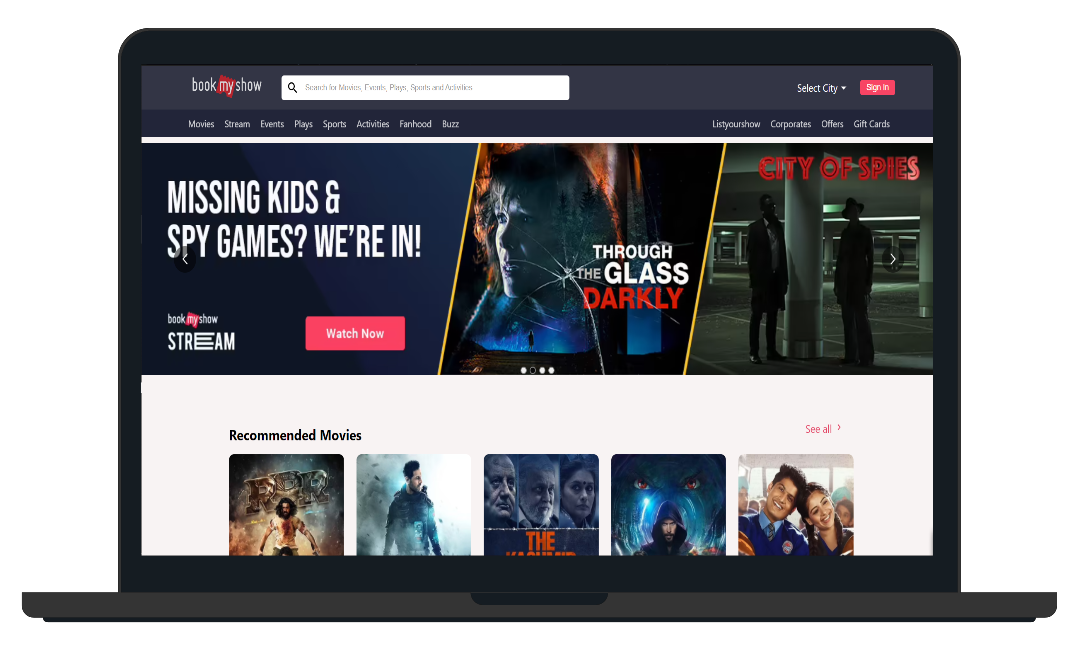 bookmyshow
Search for Movies, Events, Plays, Sports and Activities
Select City
Sign In
Movies Stream Events Plays Sports Activities Fanhood Buzz
Listyourshow Corporates Offers Gift Cards
MISSING KIDS &
SPY GAMES? WE'RE IN!
bookmyshow
STREAM
Watch Now
THROUGH
THE GLASS
DARKLY
CITY OF SPIES
Recommended Movies
See all
RRR
THE
KASHMIR